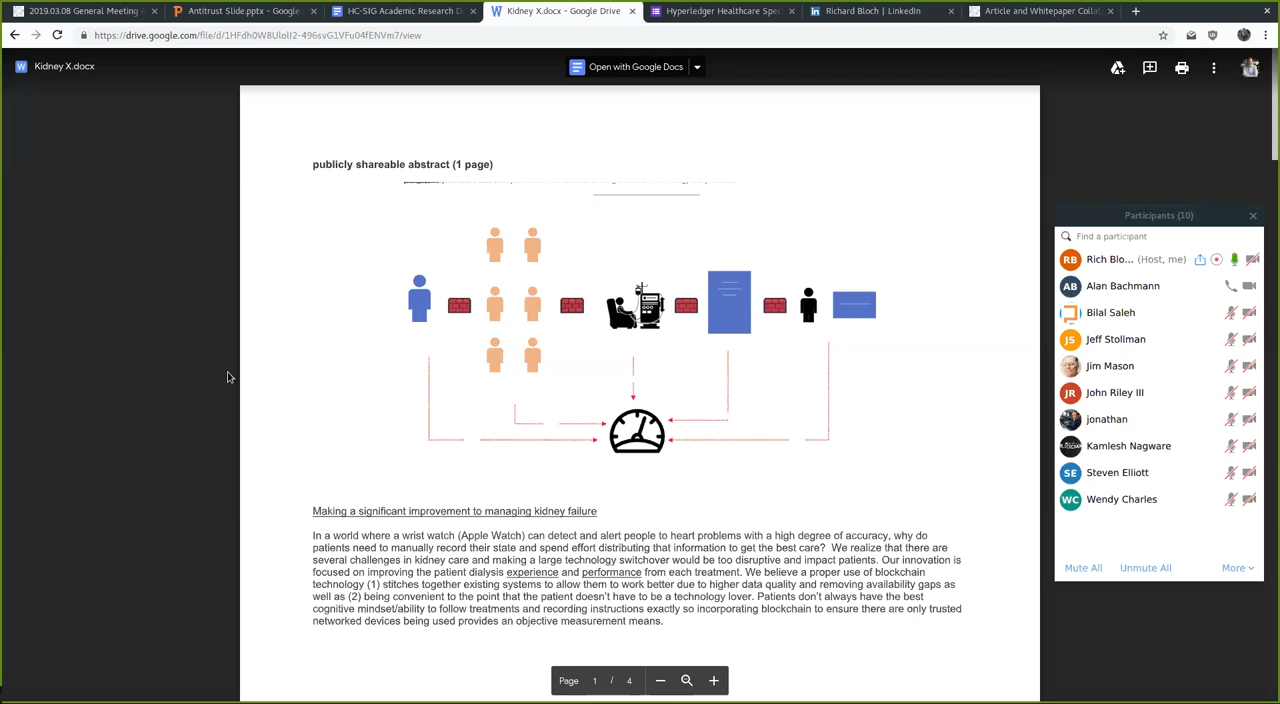 2019.03.08 General Meeting
Antitrust Slide.pptx - Google
HC-SIG Academic Research D
Kidney X.docx - Google Drive
Hyperledger Healthcare Spec
Richard Bloch | LinkedIn
Article and Whitepaper Colla
https://drive.google.com/file/d/1HFdh0W8UlolI2-496svG1VFu04fENVm7/view
Kidney X.docx
Open with Google Docs
publicly shareable abstract (1 page)
Making a significant improvement to managing kidney failure
In a world where a wrist watch (Apple Watch) can detect and alert people to heart problems with a high degree of accuracy, why do
patients need to manually record their state and spend effort distributing that information to get the best care? We realize that there are
several challenges in kidney care and making a large technology switchover would be too disruptive and impact patients. Our innovation is
focused on improving the patient dialysis experience and performance from each treatment. We believe a proper use of blockchain
technology (1) stitches together existing systems to allow them to work better due to higher data quality and removing availability gaps as
well as (2) being convenient to the point that the patient doesn't have to be a technology lover. Patients don't always have the best
cognitive mindset/ability to follow treatments and recording instructions exactly so incorporating blockchain to ensure there are only trusted
networked devices being used provides an objective measurement means.
Page 1 / 4
Participants (10)
Find a participant
RB Rich Blo... (Host, me)
AB Alan Bachmann
Bilal Saleh
JS Jeff Stollman
Jim Mason
JR John Riley III
jonathan
Kamlesh Nagware
SE Steven Elliott
WC Wendy Charles
Mute All Unmute All More